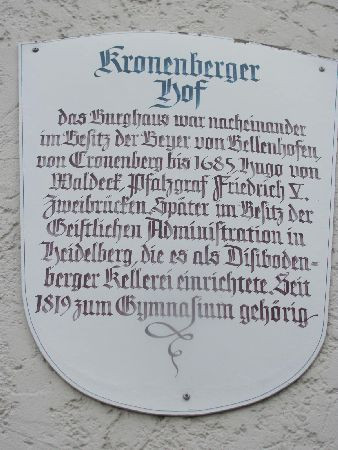 Kronenberger
Hof
das Burghaus war nacheinander
im Besitz der Beyer von Bellenhofen,
von Cronenberg bis 1685, Hugo von
Waldeck, Pfalzgraf Friedrich V.
Zweibrücken. Später im Besitz der
Geistlichen Administration in
Heidelberg, die es als Disiboden-
berger Kellerei einrichtete. Seit
1819 zum Gymnasium gehörig